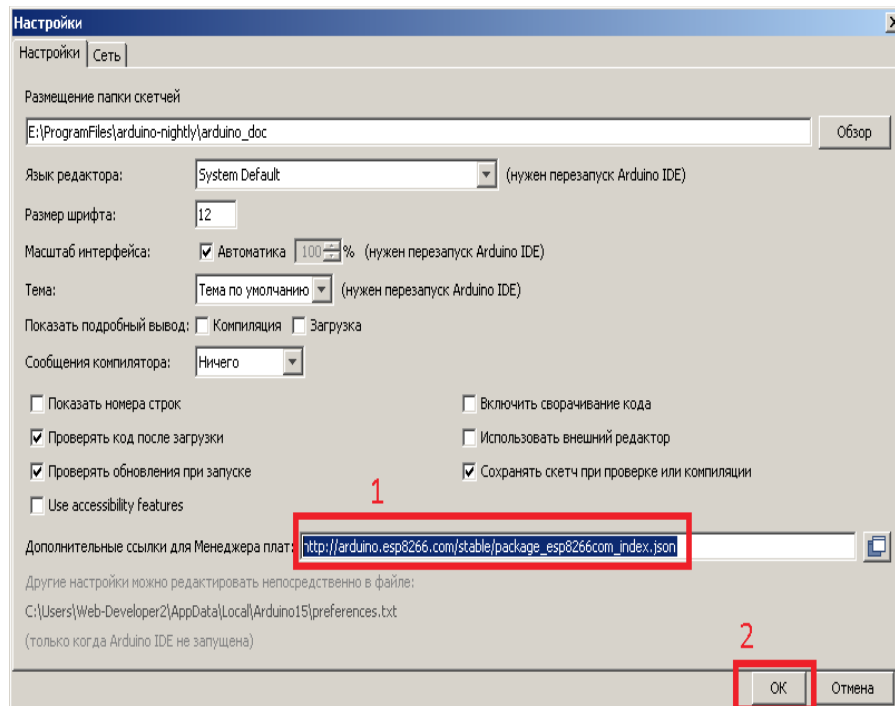 Настройки
Настройки Сеть
Размещение папки скетчей
E:\ProgramFiles\arduino-nightly\arduino_doc Обзор
Язык редактора: System Default (нужен перезапуск Arduino IDE)
Размер шрифта: 12
Масштаб интерфейса: Автоматика 100 % (нужен перезапуск Arduino IDE)
Тема: Тема по умолчанию (нужен перезапуск Arduino IDE)
Показать подробный вывод: Компиляция Загрузка
Сообщения компилятора: Ничего
Показать номера строк Включить сворачивание кода
Проверять код после загрузки Использовать внешний редактор
Проверять обновления при запуске Сохранять скетч при проверке или компиляции
Use accessibility features
1
Дополнительные ссылки для Менеджера плат: http://arduino.esp8266.com/stable/package_esp8266com_index.json
Другие настройки можно редактировать непосредственно в файле:
C:\Users\Web-Developer2\AppData\Local\Arduino15\preferences.txt
(только когда Arduino IDE не запущена)
2
OK Отмена